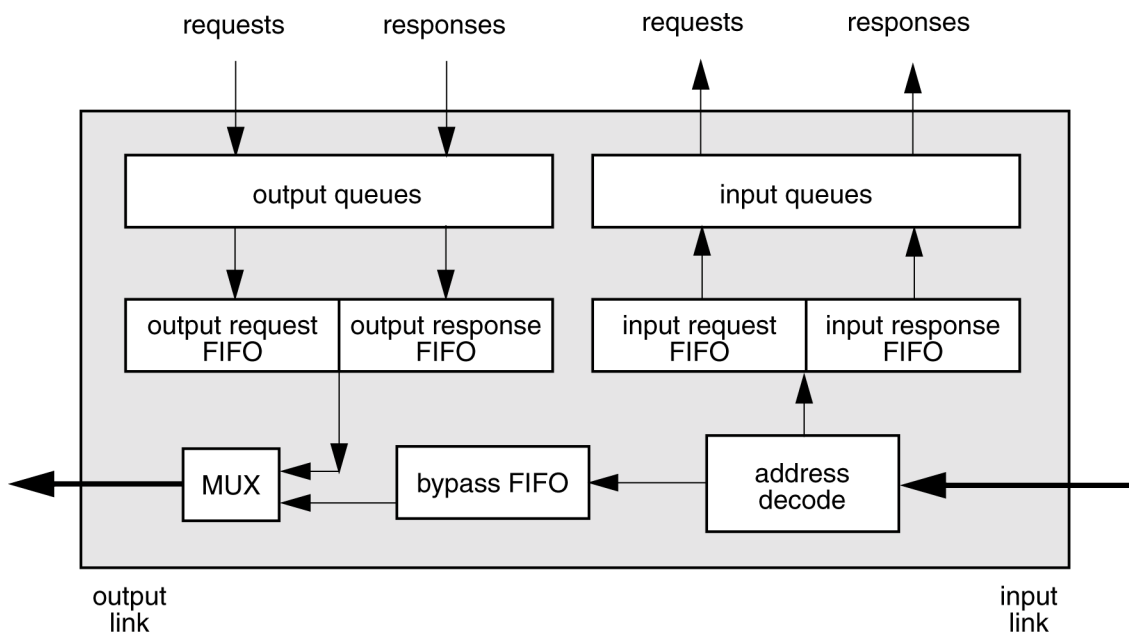 requests
responses
requests
responses
output queues
input queues
output request
FIFO
output response
FIFO
input request
FIFO
input response
FIFO
MUX
bypass FIFO
address
decode
output
link
input
link